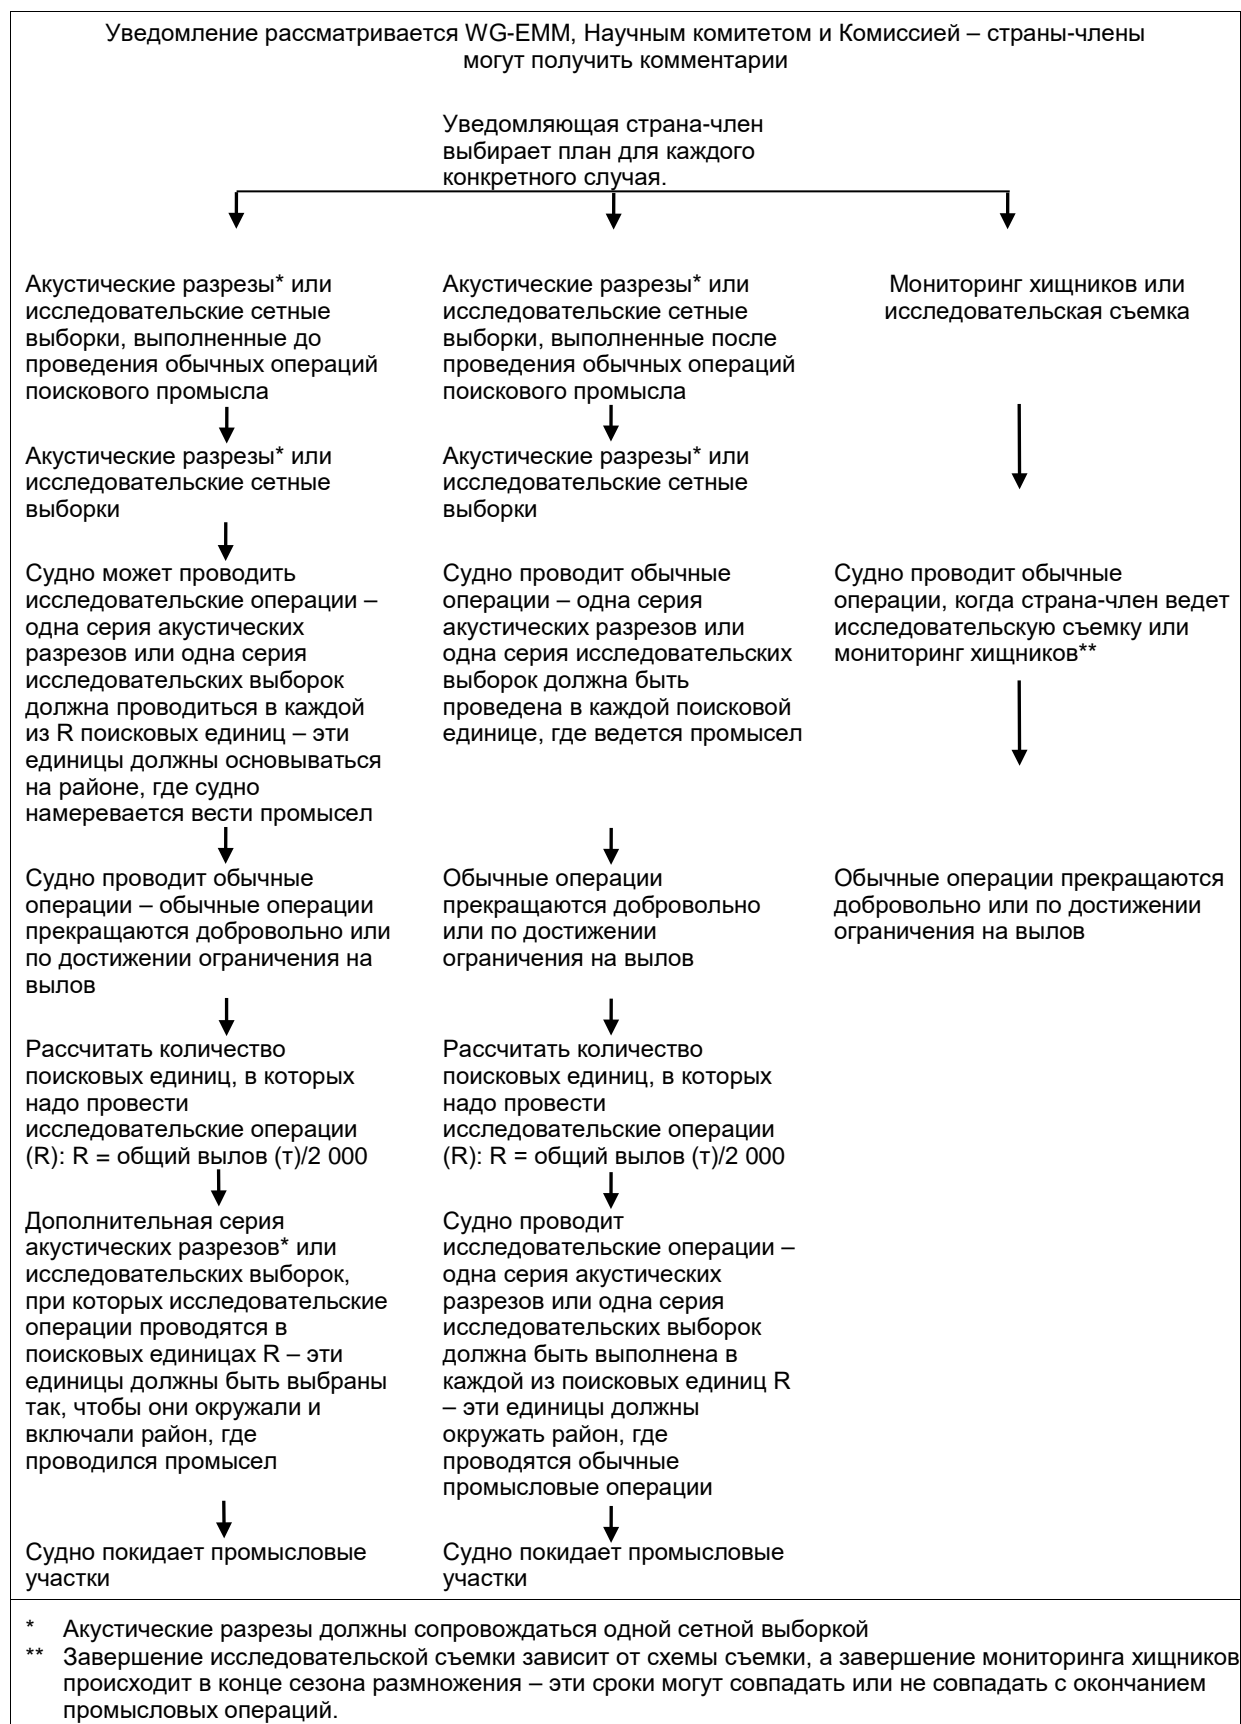 Уведомление рассматривается WG-EMM, Научным комитетом и Комиссией – страны-члены
могут получить комментарии
Уведомляющая страна-член
выбирает план для каждого
конкретного случая.
Акустические разрезы* или
исследовательские сетные
выборки, выполненные до
проведения обычных операций
поискового промысла
Акустические разрезы* или
исследовательские сетные
выборки, выполненные после
проведения обычных операций
поискового промысла
Мониторинг хищников или
исследовательская съемка
Акустические разрезы* или
исследовательские сетные
выборки
Акустические разрезы* или
исследовательские сетные
выборки
Судно может проводить
исследовательские операции –
одна серия акустических
разрезов или одна серия
исследовательских выборок
должна проводиться в каждой
из R поисковых единиц – эти
единицы должны основываться
на районе, где судно
намеревается вести промысел
Судно проводит обычные
операции – одна серия
акустических разрезов или
одна серия исследовательских
выборок должна быть
проведена в каждой поисковой
единице, где ведется промысел
Судно проводит обычные
операции, когда страна-член ведет
исследовательскую съемку или
мониторинг хищников**
Судно проводит обычные
операции – обычные операции
прекращаются добровольно или
по достижении ограничения на
вылов
Обычные операции
прекращаются добровольно
или по достижении
ограничения на вылов
Обычные операции прекращаются
добровольно или по достижении
ограничения на вылов
Рассчитать количество
поисковых единиц, в которых
надо провести
исследовательские операции
(R): R = общий вылов (т)/2 000
Рассчитать количество
поисковых единиц, в которых
надо провести
исследовательские операции
(R): R = общий вылов (т)/2 000
Дополнительная серия
акустических разрезов* или
исследовательских выборок,
при которых исследовательские
операции проводятся в
поисковых единицах R – эти
единицы должны быть выбраны
так, чтобы они окружали и
включали район, где
проводился промысел
Судно проводит
исследовательские операции –
одна серия акустических
разрезов или одна серия
исследовательских выборок
должна быть выполнена в
каждой из поисковых единиц R
– эти единицы должны
окружать район, где
проводятся обычные
промысловые операции
Судно покидает промысловые
участки
Судно покидает промысловые
участки
* Акустические разрезы должны сопровождаться одной сетной выборкой
** Завершение исследовательской съемки зависит от схемы съемки, а завершение мониторинга хищников
происходит в конце сезона размножения – эти сроки могут совпадать или не совпадать с окончанием
промысловых операций.